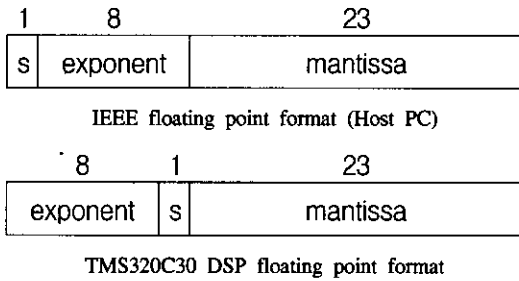 1 8 23
s exponent mantissa
IEEE floating point format (Host PC)
8 1 23
exponent s mantissa
TMS320C30 DSP floating point format